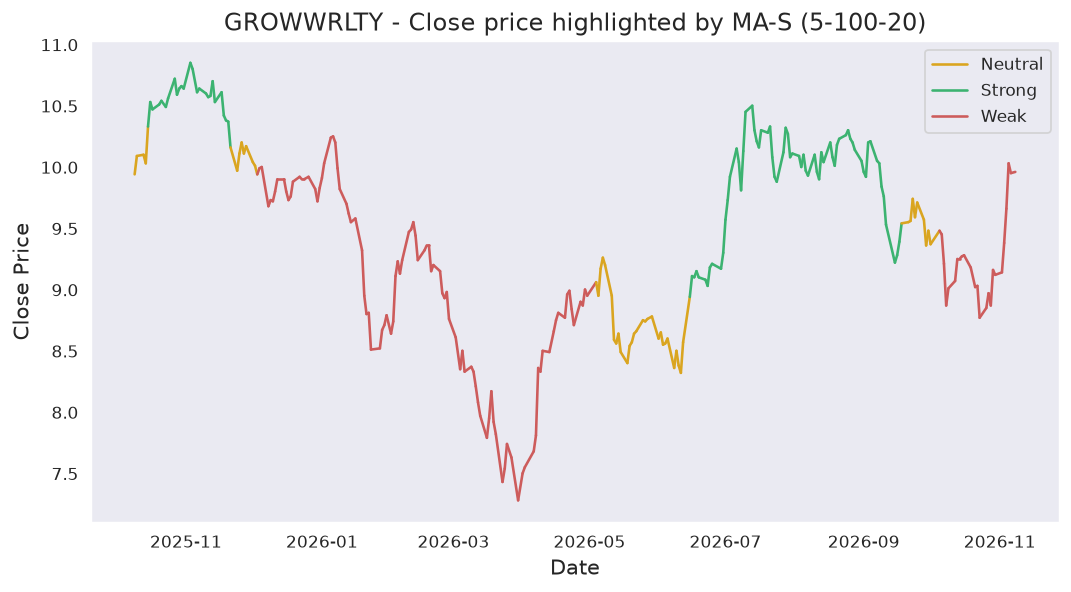 GROWWRLTY - Close price highlighted by MA-S (5-100-20)
Neutral
Strong
Weak
Close Price
11.0
10.5
10.0
9.5
9.0
8.5
8.0
7.5
2025-11
2026-01
2026-03
2026-05
2026-07
2026-09
2026-11
Date